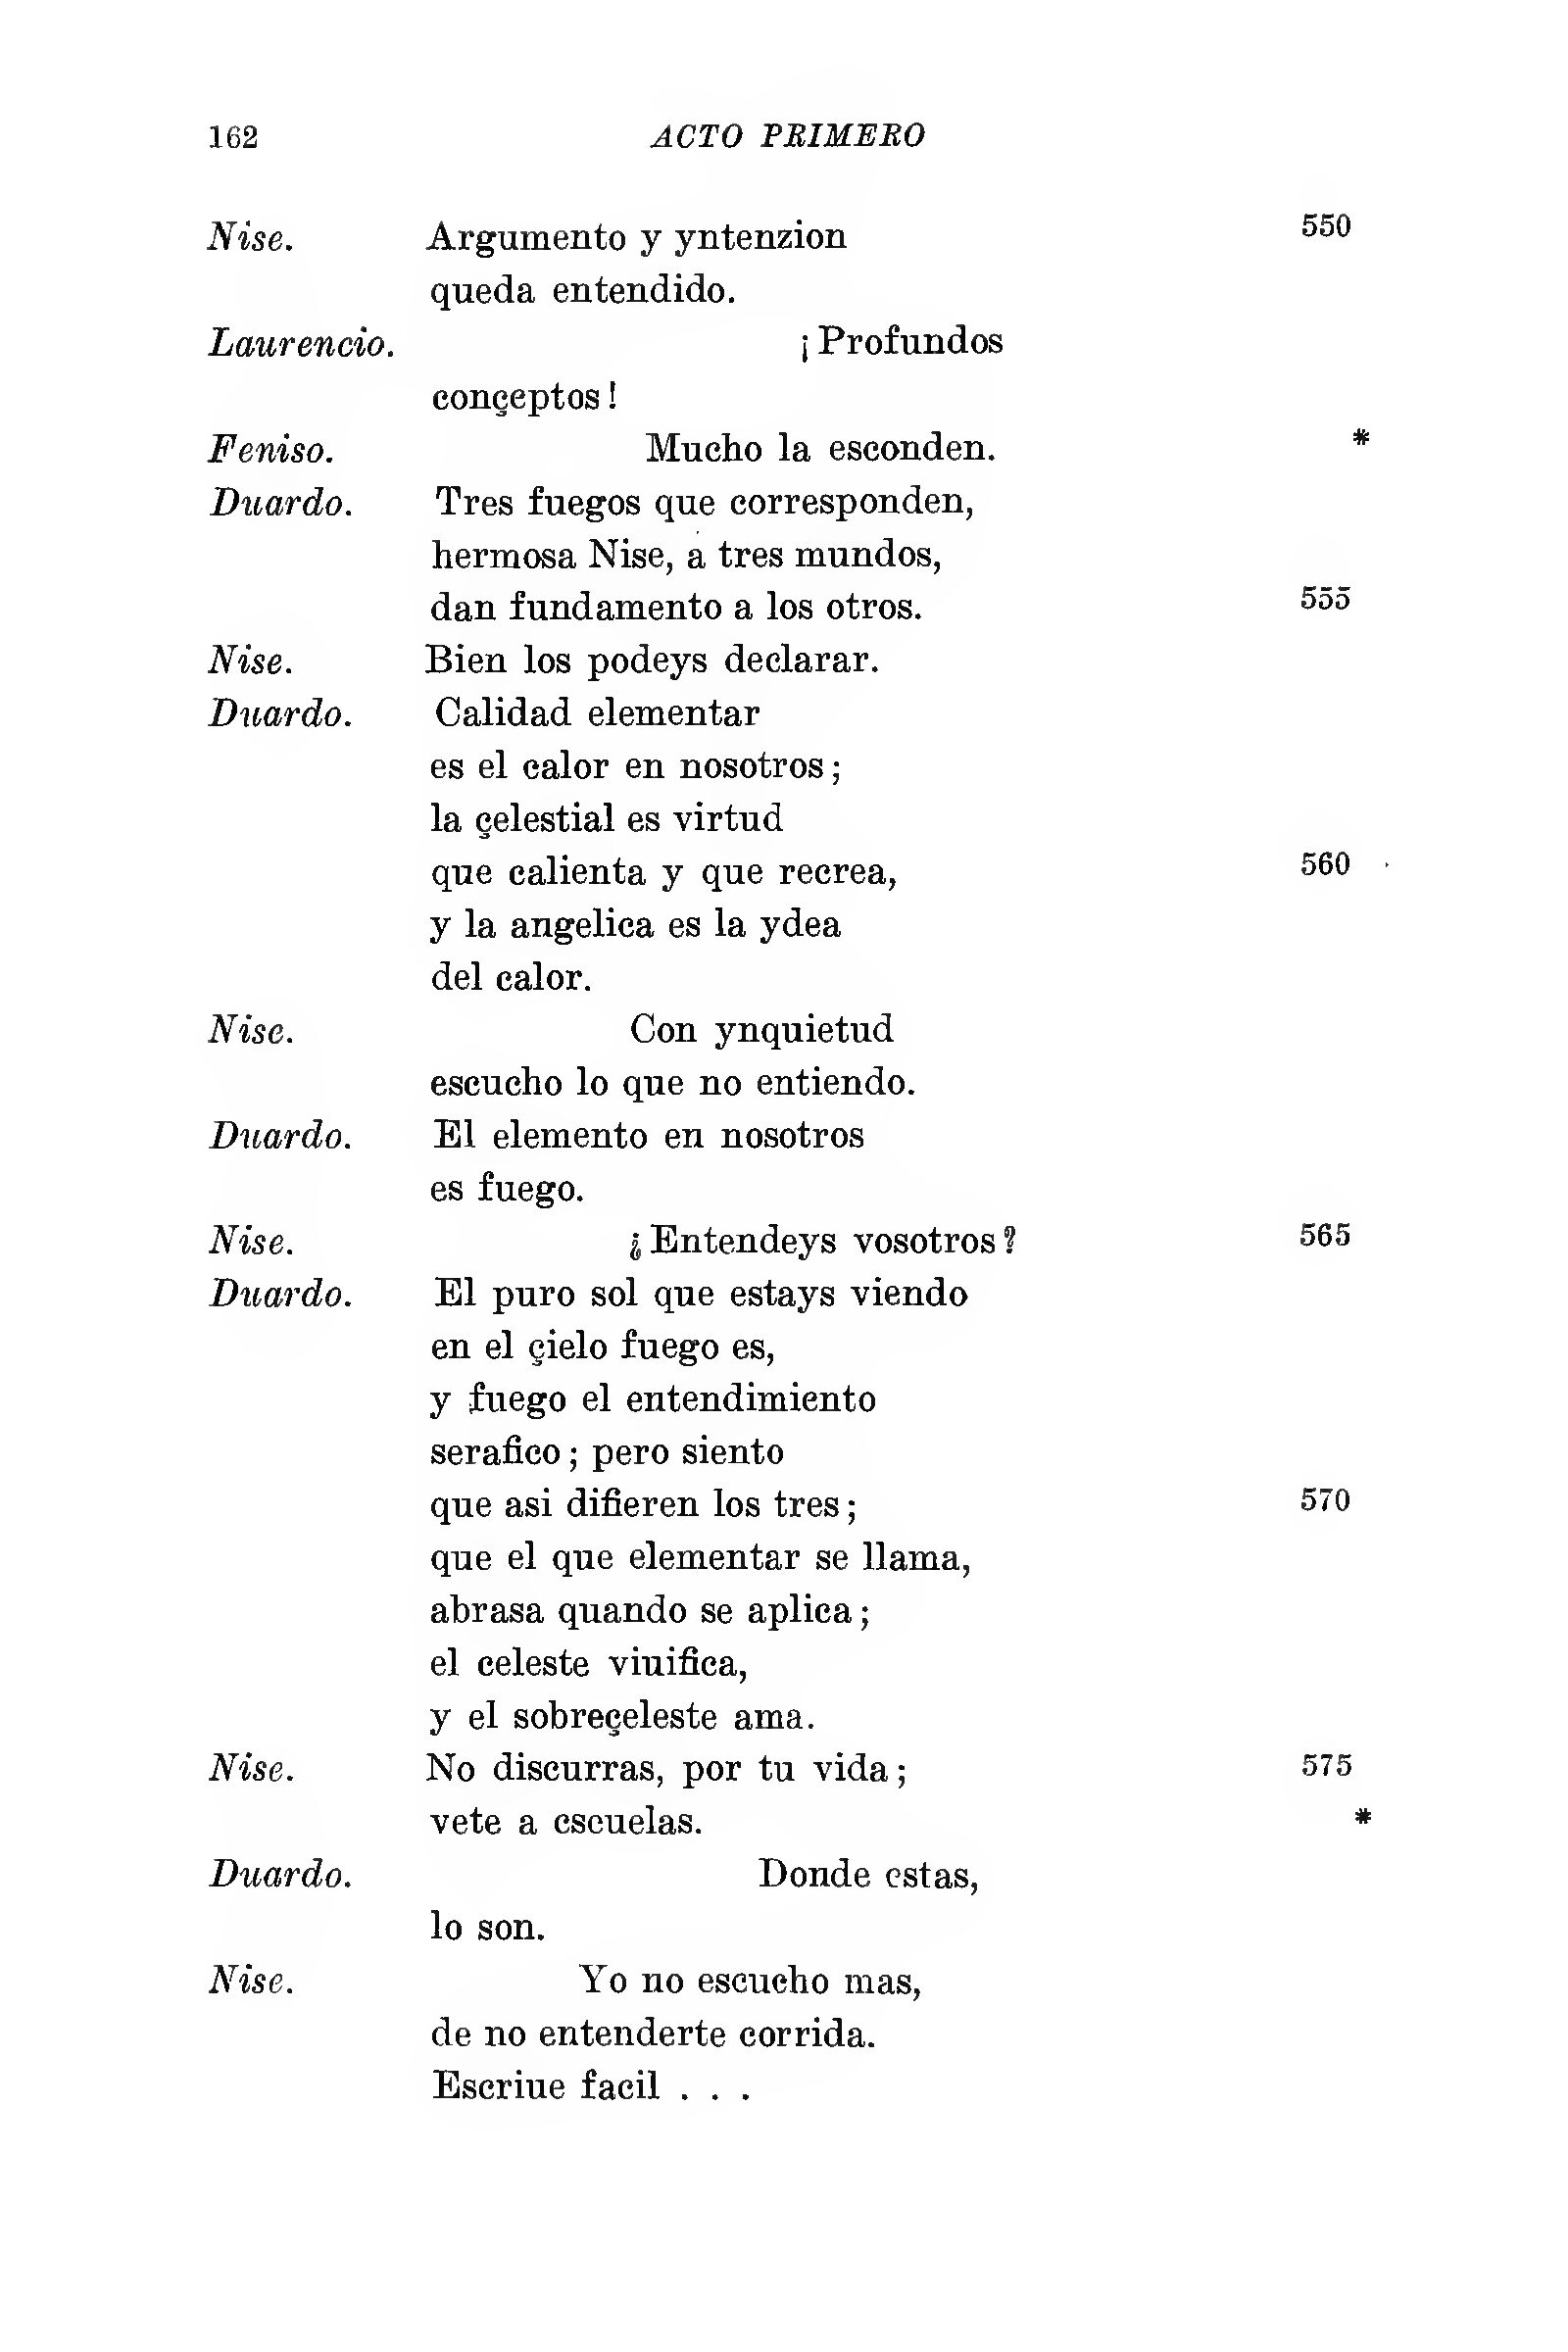 162 ACTO PRIMERO
Nise. Argumento y yntenzion 550
queda entendido.
Laurencio. ¡Profundos
conçeptos!
Feniso. Mucho la esconden. *
Duardo. Tres fuegos que corresponden,
hermosa Nise, a tres mundos,
dan fundamento a los otros. 555
Nise. Bien los podeys declarar.
Duardo. Calidad elementar
es el calor en nosotros;
la çelestial es virtud
que calienta y que recrea, 560
y la angelica es la ydea
del calor.
Nise. Con ynquietud
escucho lo que no entiendo.
Duardo. El elemento en nosotros
es fuego.
Nise. ¿Entendeys vosotros? 565
Duardo. El puro sol que estays viendo
en el çielo fuego es,
y fuego el entendimiento
serafico; pero siento
que asi difieren los tres; 570
que el que elementar se llama,
abrasa quando se aplica;
el celeste viuifica,
y el sobreçeleste ama.
Nise. No discurras, por tu vida; 575
vete a escuelas. *
Duardo. Donde estas,
lo son.
Nise. Yo no escucho mas,
de no entenderte corrida.
Escriue facil . . .